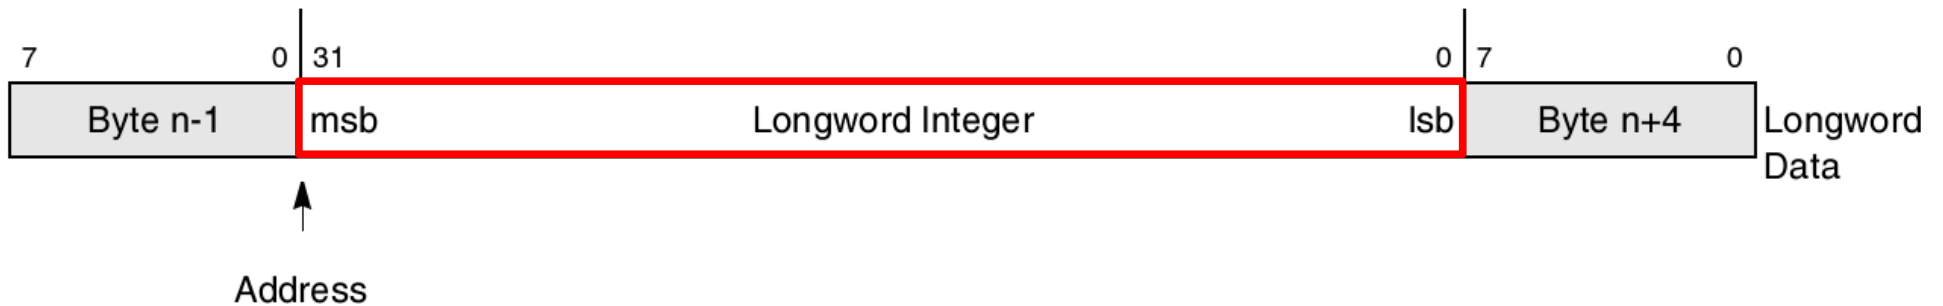 7 0 31 0 7 0
Byte n-1 msb Longword Integer lsb Byte n+4 Longword
Data
Address